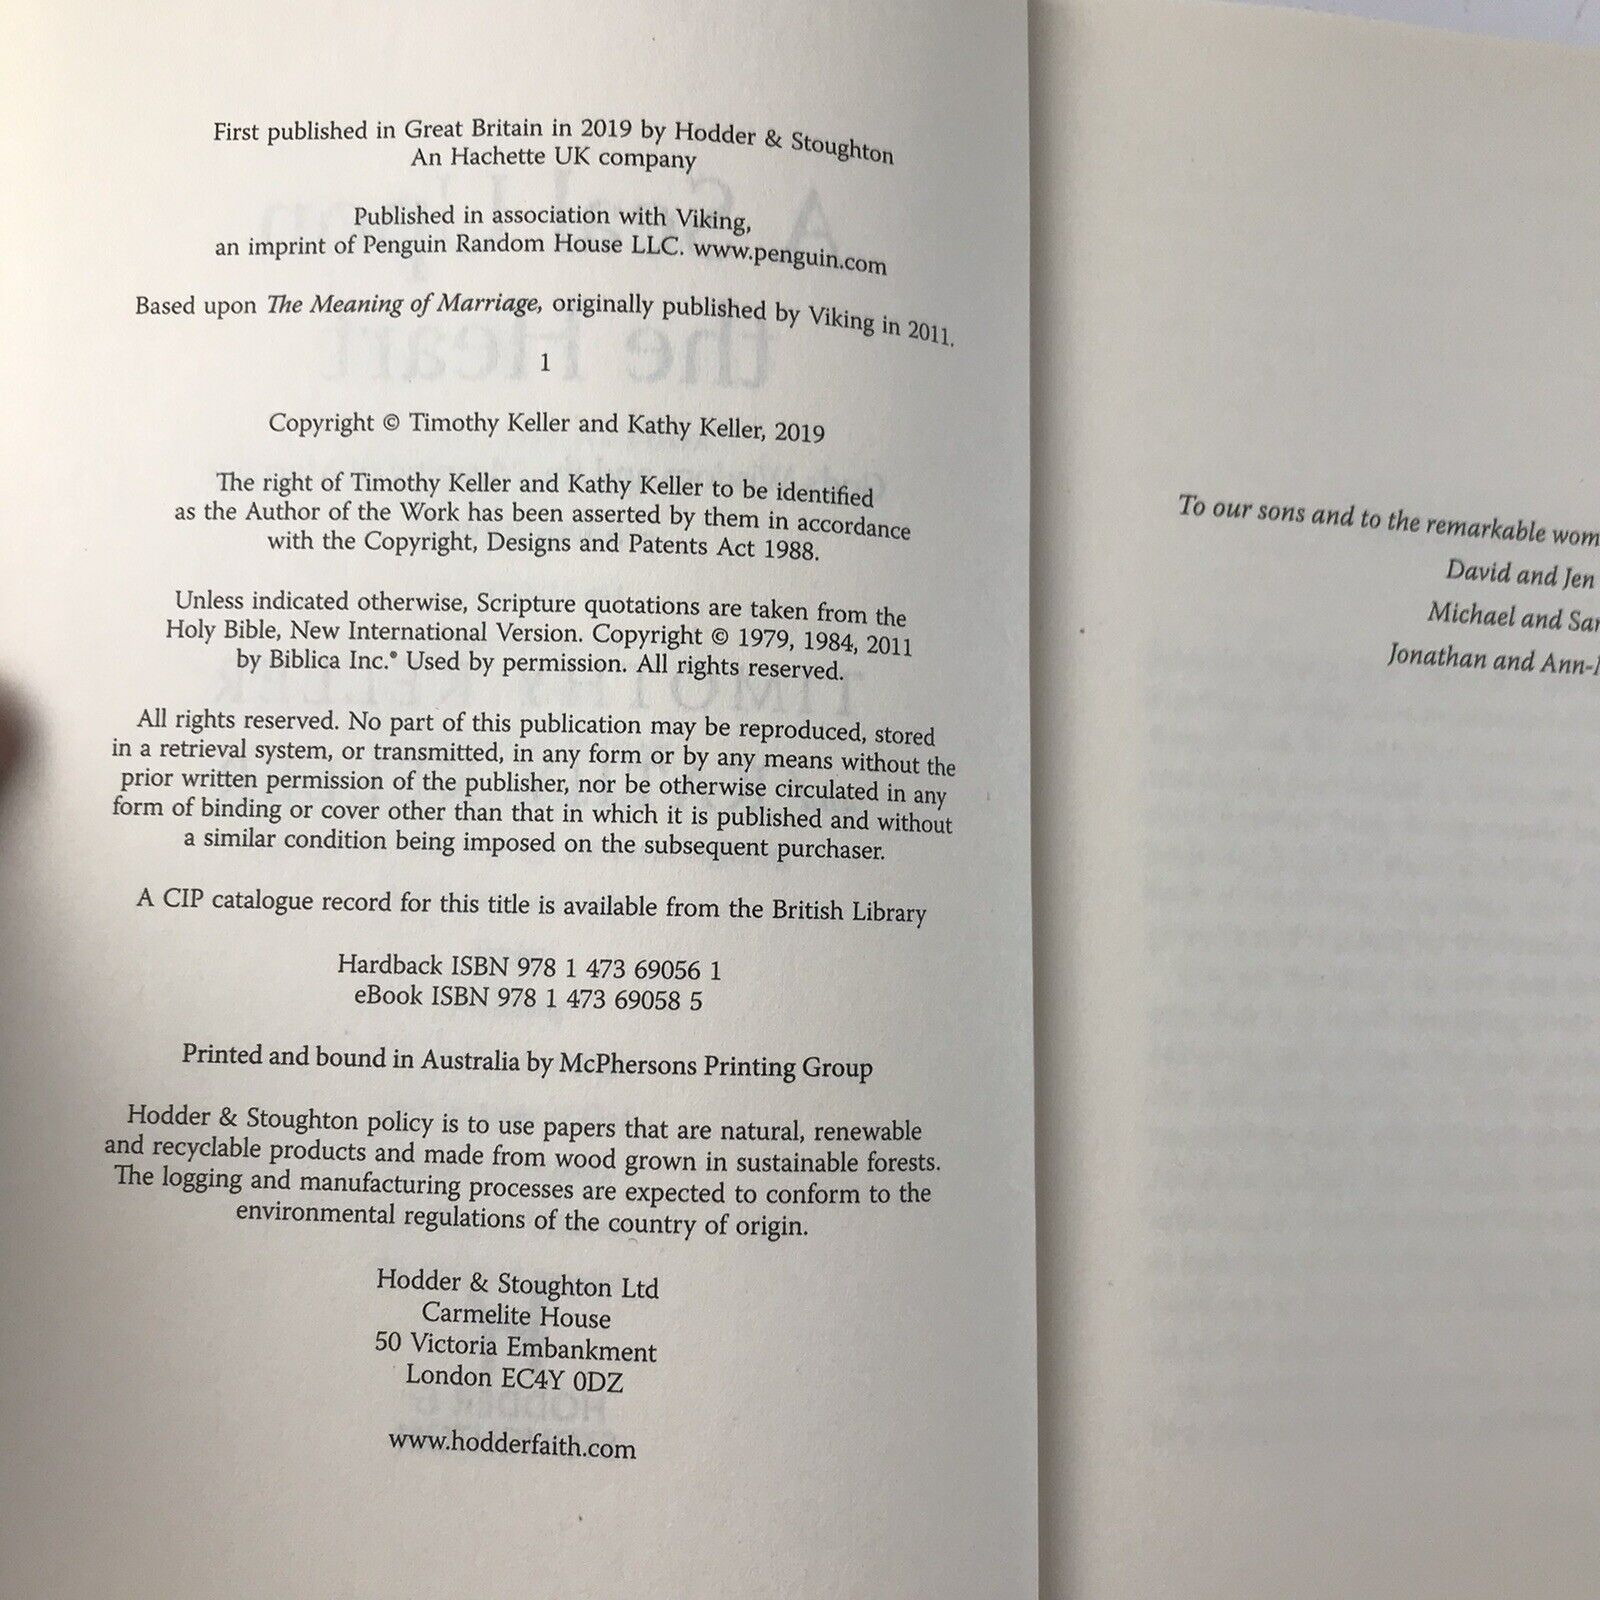 First published in Great Britain in 2019 by Hodder & Stoughton
An Hachette UK company
Published in association with Viking,
an imprint of Penguin Random House LLC. www.penguin.com
Based upon The Meaning of Marriage, originally published by Viking in 2011.
1
Copyright © Timothy Keller and Kathy Keller, 2019
The right of Timothy Keller and Kathy Keller to be identified
as the Author of the Work has been asserted by them in accordance
with the Copyright, Designs and Patents Act 1988.
Unless indicated otherwise, Scripture quotations are taken from the
Holy Bible, New International Version. Copyright © 1979, 1984, 2011
by Biblica Inc.® Used by permission. All rights reserved.
All rights reserved. No part of this publication may be reproduced, stored
in a retrieval system, or transmitted, in any form or by any means without the
prior written permission of the publisher, nor be otherwise circulated in any
form of binding or cover other than that in which it is published and without
a similar condition being imposed on the subsequent purchaser.
A CIP catalogue record for this title is available from the British Library
Hardback ISBN 978 1 473 69056 1
eBook ISBN 978 1 473 69058 5
Printed and bound in Australia by McPhersons Printing Group
Hodder & Stoughton policy is to use papers that are natural, renewable
and recyclable products and made from wood grown in sustainable forests.
The logging and manufacturing processes are expected to conform to the
environmental regulations of the country of origin.
Hodder & Stoughton Ltd
Carmelite House
50 Victoria Embankment
London EC4Y 0DZ
www.hodderfaith.com
To our sons and to the remarkable
David and Jen
Michael and
Jonathan and